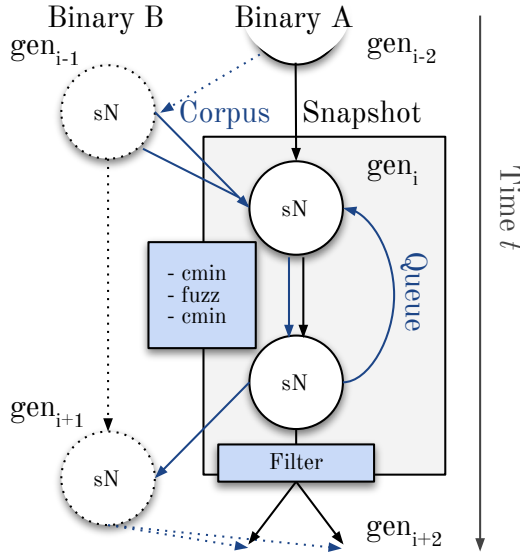 Binary B
Binary A
gen_{i-1}
gen_{i-2}
sN
Corpus
Snapshot
gen_{i}
Time t
sN
- cmin
- fuzz
- cmin
Queue
sN
gen_{i+1}
sN
Filter
gen_{i+2}